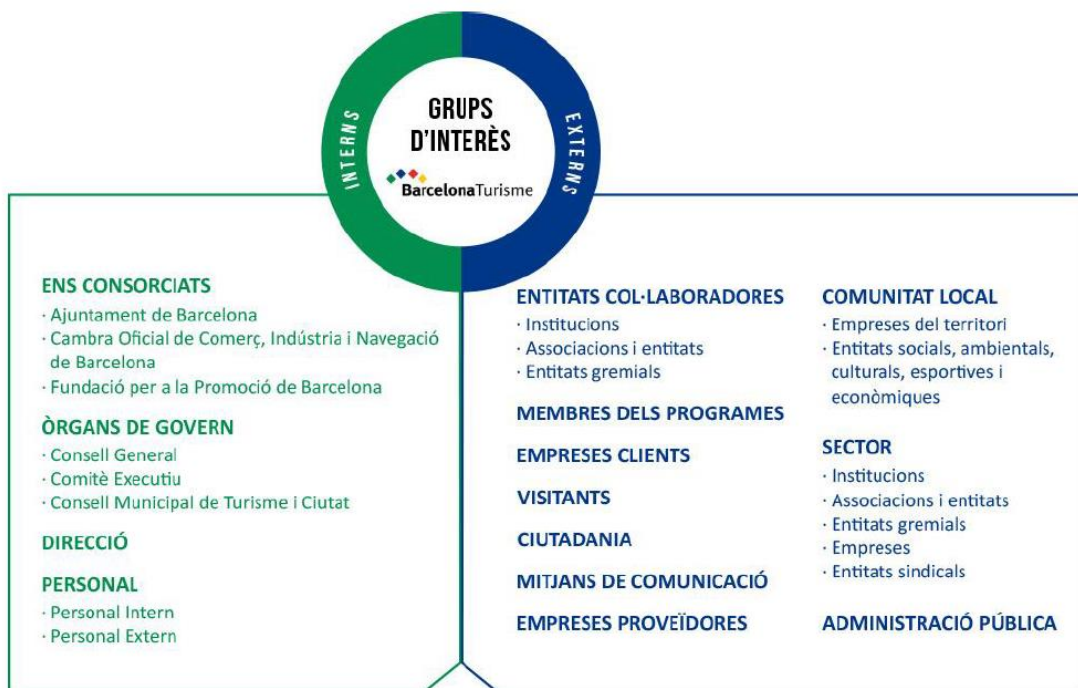 GRUPS
D'INTERÈS
BarcelonaTurisme
INTERNS
EXTERNS
ENS CONSORCIATS
· Ajuntament de Barcelona
· Cambra Oficial de Comerç, Indústria i Navegació
de Barcelona
· Fundació per a la Promoció de Barcelona
ÒRGANS DE GOVERN
· Consell General
· Comitè Executiu
· Consell Municipal de Turisme i Ciutat
DIRECCIÓ
PERSONAL
· Personal Intern
· Personal Extern
ENTITATS COL·LABORADORES
· Institucions
· Associacions i entitats
· Entitats gremials
MEMBRES DELS PROGRAMES
EMPRESES CLIENTS
VISITANTS
CIUTADANIA
MITJANS DE COMUNICACIÓ
EMPRESES PROVEÏDORES
COMUNITAT LOCAL
· Empreses del territori
· Entitats socials, ambientals,
culturals, esportives i
econòmiques
SECTOR
· Institucions
· Associacions i entitats
· Entitats gremials
· Empreses
· Entitats sindicals
ADMINISTRACIÓ PÚBLICA